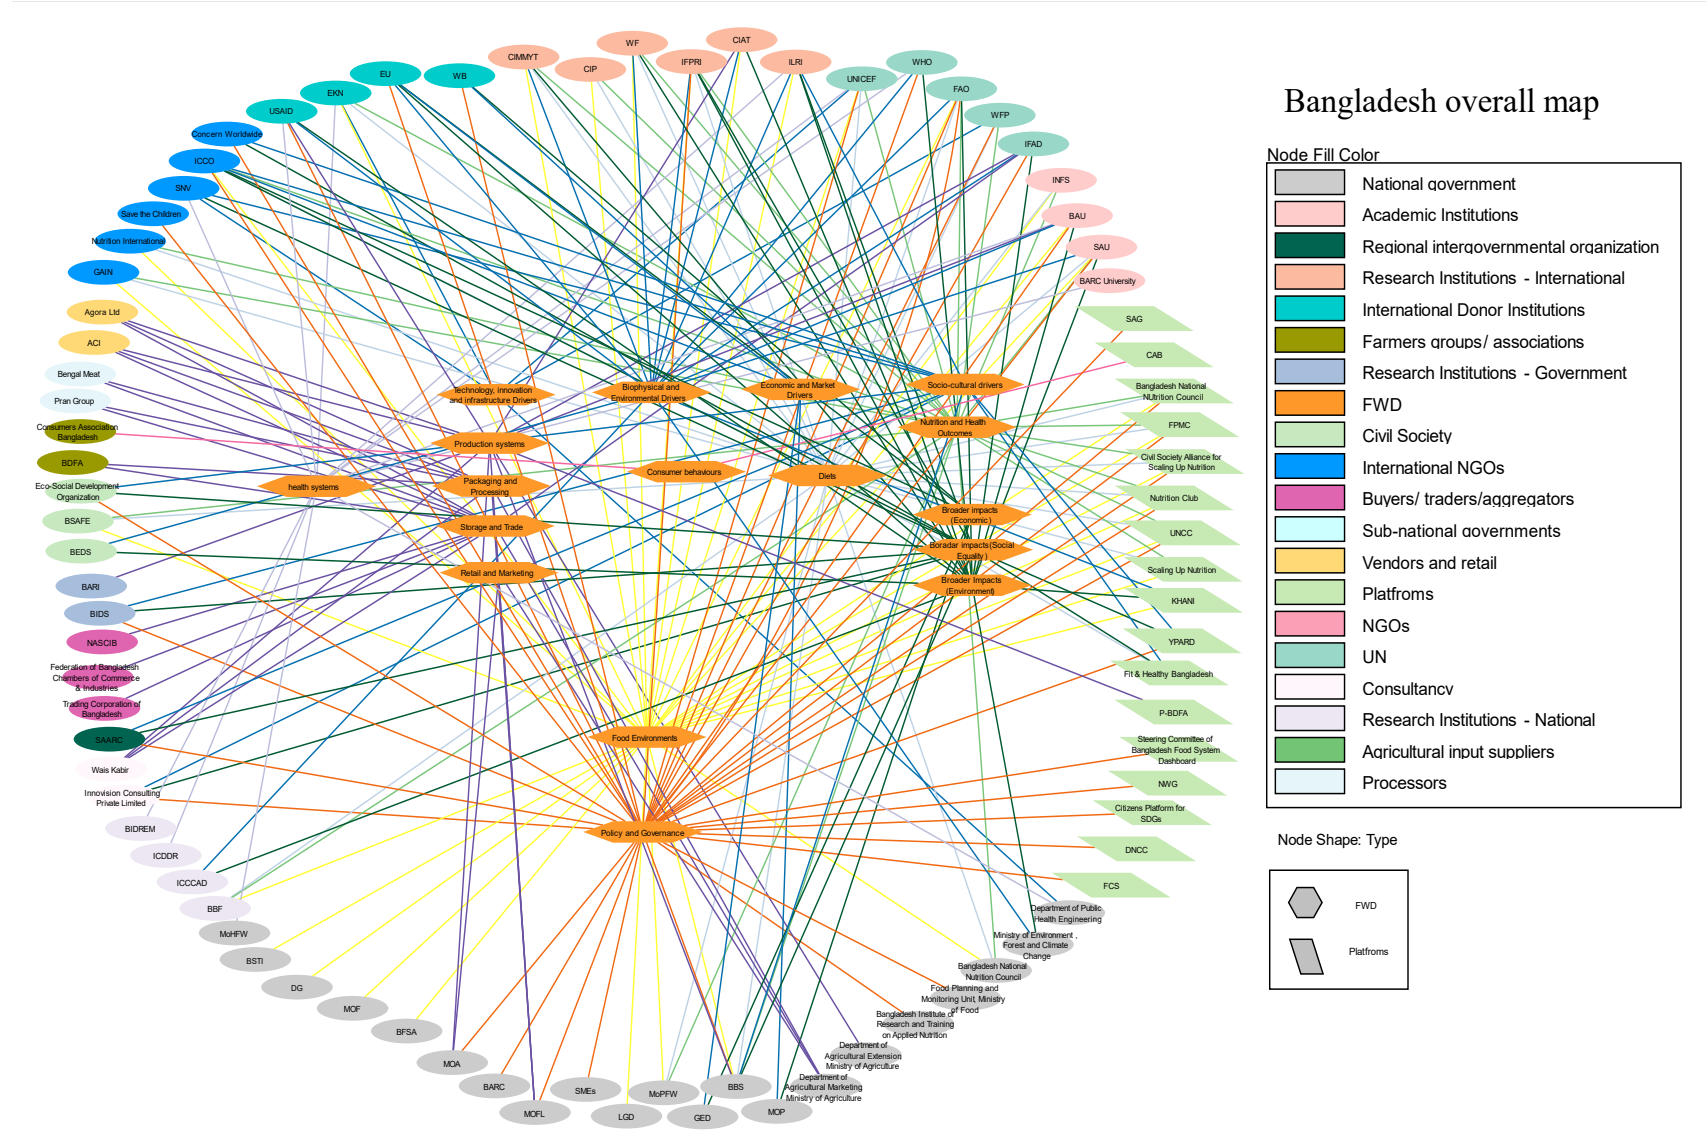 Bangladesh overall map
Node Fill Color
National government
Academic Institutions
Regional intergovernmental organization
Research Institutions - International
International Donor Institutions
Farmers groups/ associations
Research Institutions - Government
FWD
Civil Society
International NGOs
Buyers/ traders/aggregators
Sub-national governments
Vendors and retail
Platfroms
NGOs
UN
Consultancy
Research Institutions - National
Agricultural input suppliers
Processors
Node Shape: Type
FWD
Platfroms
CIAT
WF
CIMMYT
CIP
IFPRI
ILRI
UNICEF
WHO
FAO
WFP
IFAD
INFS
BAU
SAU
BARC University
WB
EU
EKN
USAID
Concern Worldwide
ICCO
SNV
Save the Children
Nutrition International
GAIN
Agora Ltd
ACI
Bengal Meat
Pran Group
Consumers Association
Bangladesh
BDFA
Eco-Social Development
Organization
BSAFE
BEDS
BARI
BIDS
NASCIB
Federation of Bangladesh
Chambers of Commerce
& Industries
Trading Corporation of
Bangladesh
SAARC
Wais Kabir
Innovision Consulting
Private Limited
BIDREM
ICDDR
ICCCAD
BBF
MoHFW
BSTI
DG
MOF
BFSA
MOA
BARC
MOFL
SMEs
LGD
MoPFW
GED
BBS
MOP
Department of
Agricultural Marketing
Ministry of Agriculture
Department of
Agricultural Extension
Ministry of Agriculture
Bangladesh Institute of
Research and Training
on Applied Nutrition
Food Planning and
Monitoring Unit, Ministry
of Food
Bangladesh National
Nutrition Council
Ministry of Environment ,
Forest and Climate
Change
Department of Public
Health Engineering
SAG
CAB
Bangladesh National
NUtrition Council
FPMC
Civil Society Alliance for
Scaling Up Nutrition
Nutrition Club
UNCC
Scaling Up Nutrition
KHANI
YPARD
Fit & Healthy Bangladesh
P-BDFA
Steering Committee of
Bangladesh Food System
Dashboard
NWG
Citizens Platform for
SDGs
DNCC
FCS
Technology, innovation
and infrastructure Drivers
Biophysical and
Environmental Drivers
Economic and Market
Drivers
Socio-cultural drivers
Nutrition and Health
Outcomes
Production systems
Consumer behaviours
Diets
health systems
Packaging and
Processing
Storage and Trade
Retail and Marketing
Broader impacts
(Economic )
Boradar impacts(Social
Equality )
Broader Impacts
(Environment)
Food Environments
Policy and Governance